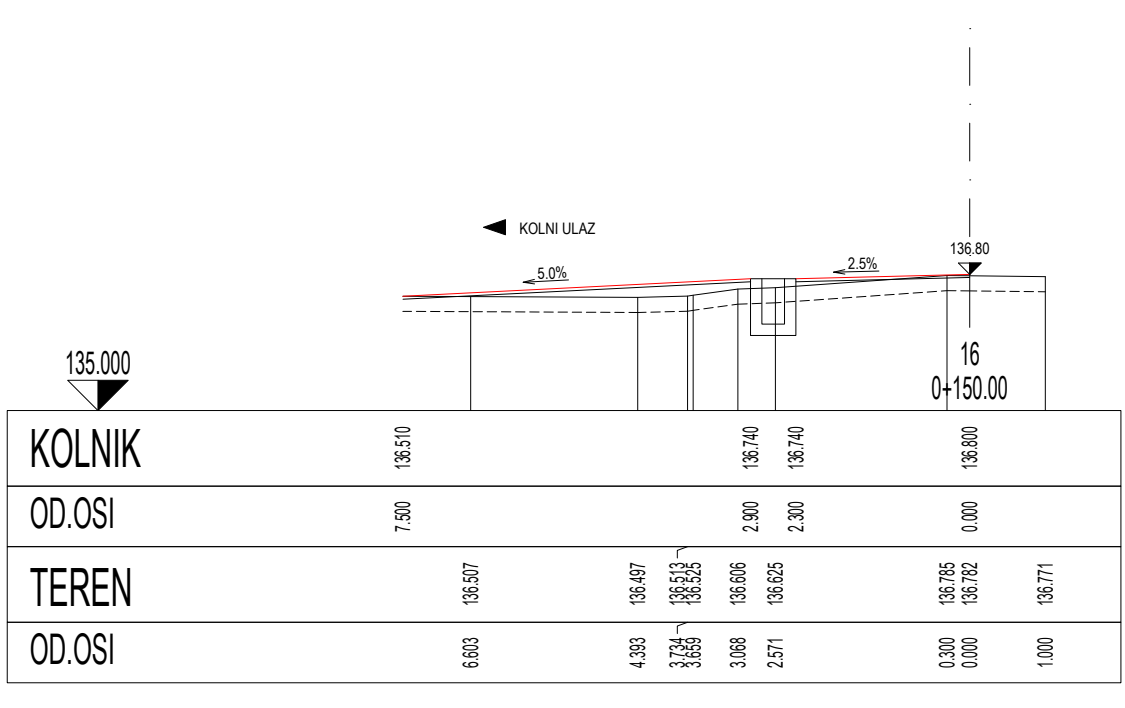 136.80
KOLNI ULAZ
2.5%
5.0%
135.000
16
0+150.00
KOLNIK 136.510 136.740 136.740 136.800
OD.OSI 7.500 2.900 2.300 0.000
TEREN 136.507 136.497 136.513 136.525 136.606 136.625 136.785 136.782 136.771
OD.OSI 6.603 4.393 3.734 3.659 3.068 2.571 0.300 0.000 1.000